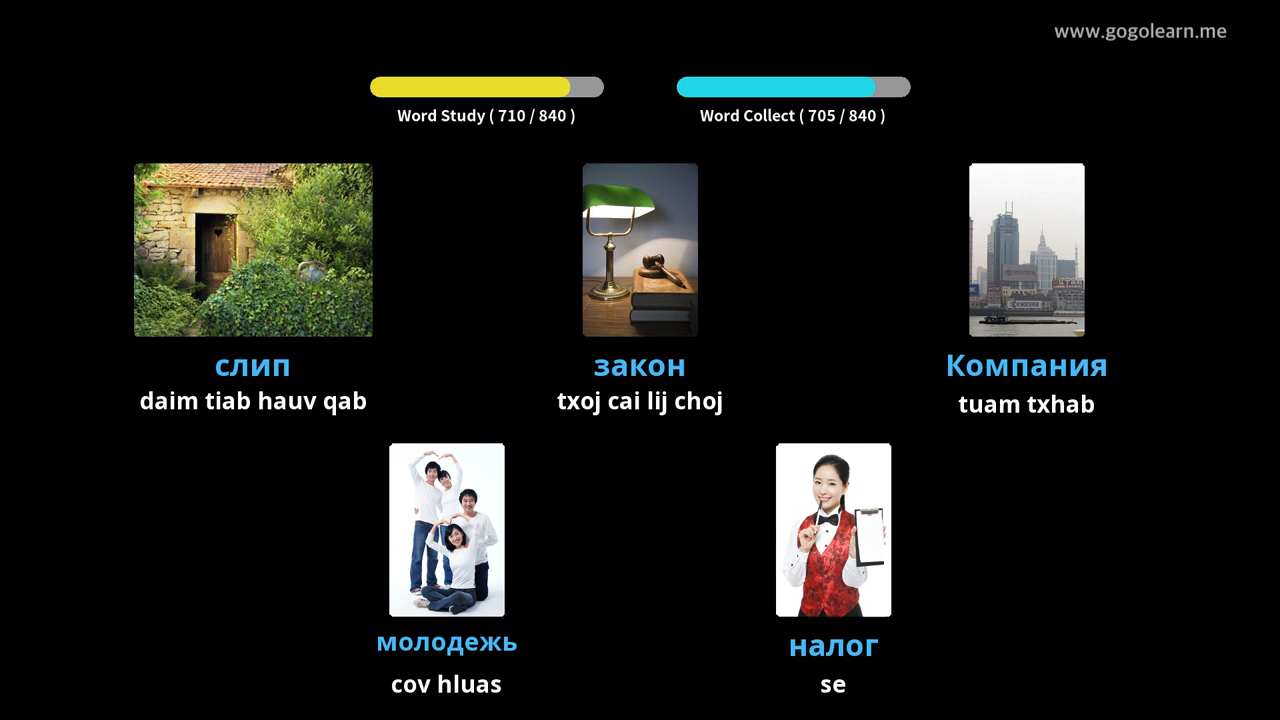 www.gogolearn.me
Word Study ( 710 / 840 )
Word Collect ( 705 / 840 )
слип
закон
Компания
daim tiab hauv qab
txoj cai lij choj
tuam txhab
молодежь
налог
cov hluas
se